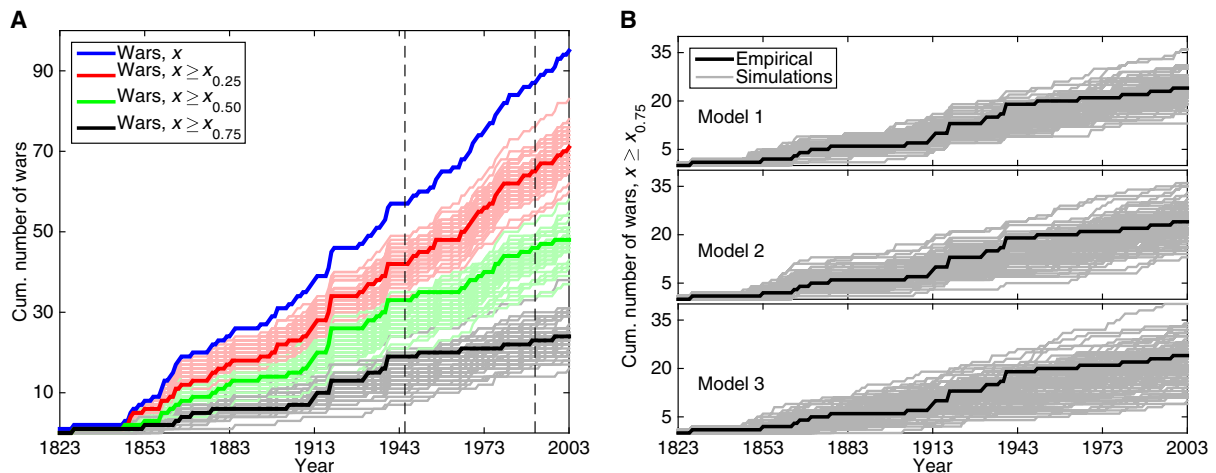 A
Wars, x
Wars, x ≥ x0.25
Wars, x ≥ x0.50
Wars, x ≥ x0.75
Cum. number of wars
90
70
50
30
10
1823 1853 1883 1913 1943 1973 2003
Year
B
Empirical
Simulations
Cum. number of wars, x ≥ x0.75
35
20
5
Model 1
35
20
5
Model 2
35
20
5
Model 3
1823 1853 1883 1913 1943 1973 2003
Year